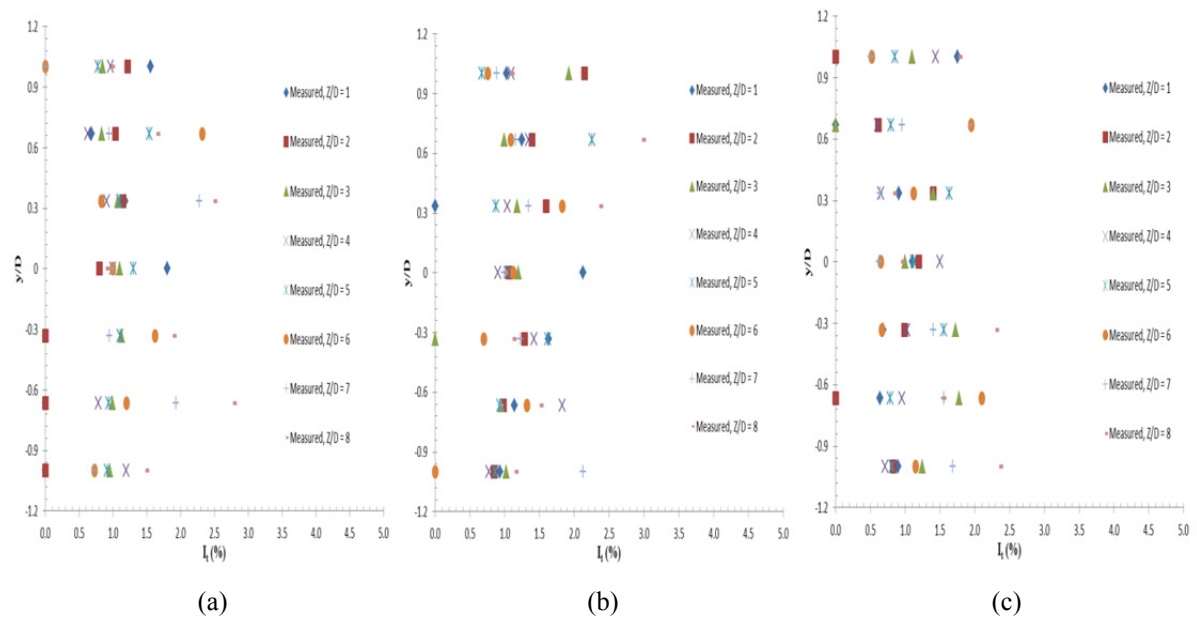 1.2
0.9
0.6
0.3
0
-0.3
-0.6
-0.9
-1.2
y/D
0.0 0.5 1.0 1.5 2.0 2.5 3.0 3.5 4.0 4.5 5.0
It (%)
Measured, Z/D = 1
Measured, Z/D = 2
Measured, Z/D = 3
Measured, Z/D = 4
Measured, Z/D = 5
Measured, Z/D = 6
Measured, Z/D = 7
Measured, Z/D = 8
(a)
1.2
0.9
0.6
0.3
0
-0.3
-0.6
-0.9
-1.2
y/D
0.0 0.5 1.0 1.5 2.0 2.5 3.0 3.5 4.0 4.5 5.0
It (%)
Measured, Z/D = 1
Measured, Z/D = 2
Measured, Z/D = 3
Measured, Z/D = 4
Measured, Z/D = 5
Measured, Z/D = 6
Measured, Z/D = 7
Measured, Z/D = 8
(b)
1.2
0.9
0.6
0.3
0
-0.3
-0.6
-0.9
-1.2
y/D
0.0 0.5 1.0 1.5 2.0 2.5 3.0 3.5 4.0 4.5 5.0
It (%)
Measured, Z/D = 1
Measured, Z/D = 2
Measured, Z/D = 3
Measured, Z/D = 4
Measured, Z/D = 5
Measured, Z/D = 6
Measured, Z/D = 7
Measured, Z/D = 8
(c)